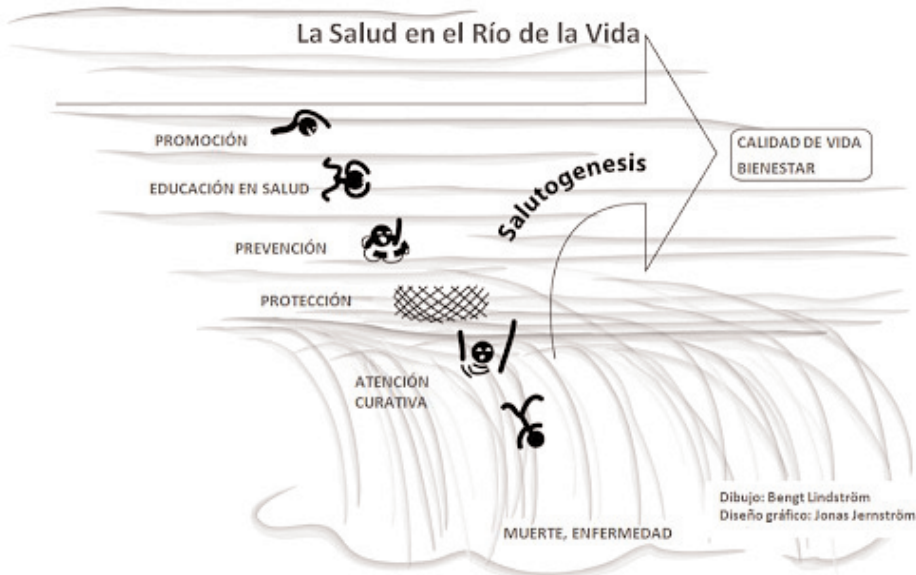 La Salud en el Río de la Vida
PROMOCIÓN
EDUCACIÓN EN SALUD
PREVENCIÓN
PROTECCIÓN
ATENCIÓN
CURATIVA
Salutogenesis
CALIDAD DE VIDA
BIENESTAR
MUERTE, ENFERMEDAD
Dibujo: Bengt Lindström
Diseño gráfico: Jonas Jernström